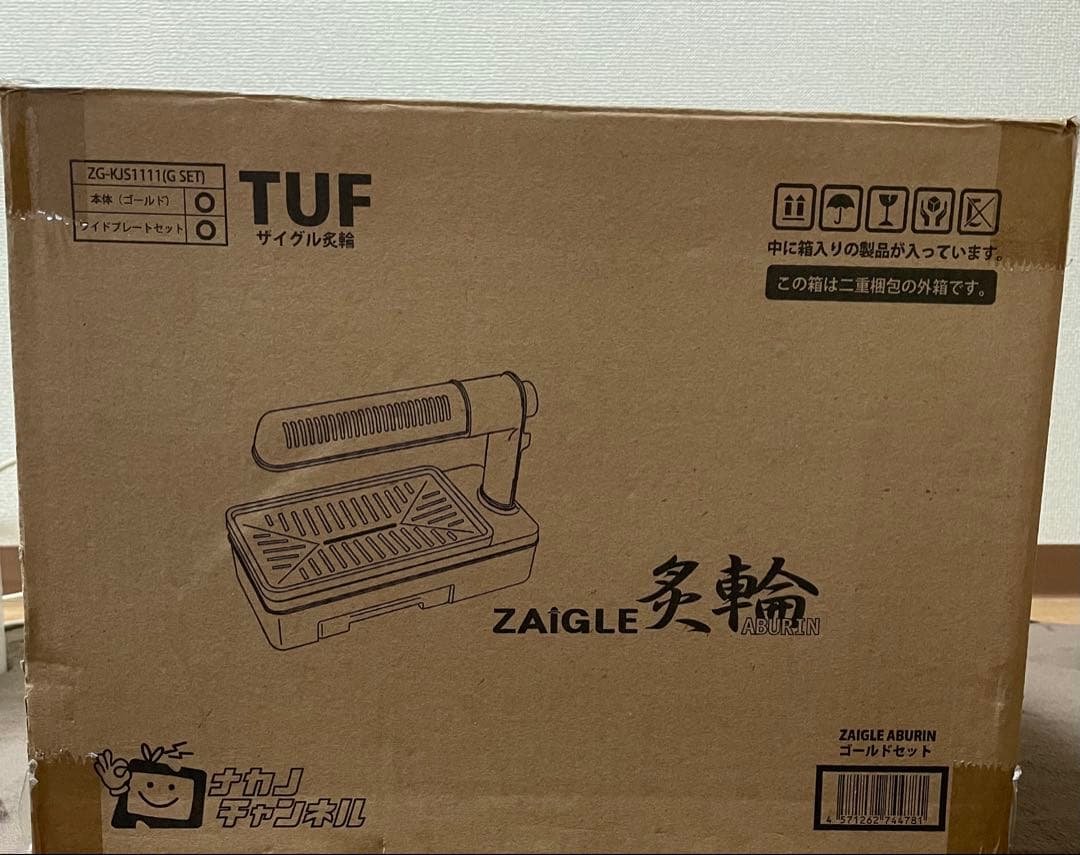 ZG-KJS1111(G SET)
本体（ゴールド）
ワイドプレートセット
TUF
ザイグル炙輪
中に箱入りの製品が入っています。
この箱は二重梱包の外箱です。
ZAiGLE 炙輪
ABURIN
ナカノ
チャンネル
ZAIGLE ABURIN
ゴールドセット
4 571262 744781